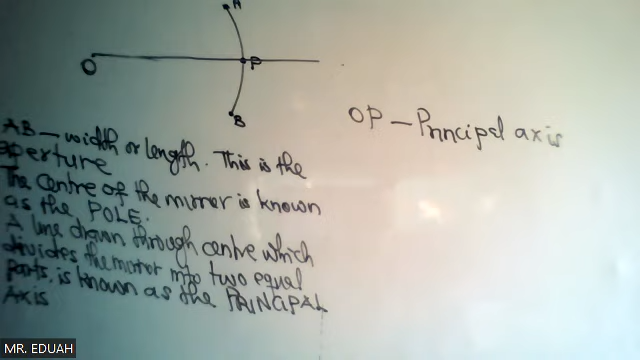 A
O
P
B
OP – Principal axis
AB – width or length. This is the
aperture
The centre of the mirror is known
as the POLE.
A line drawn through centre which
divides the mirror into two equal
parts, is known as the PRINCIPAL
AXIS
MR. EDUAH